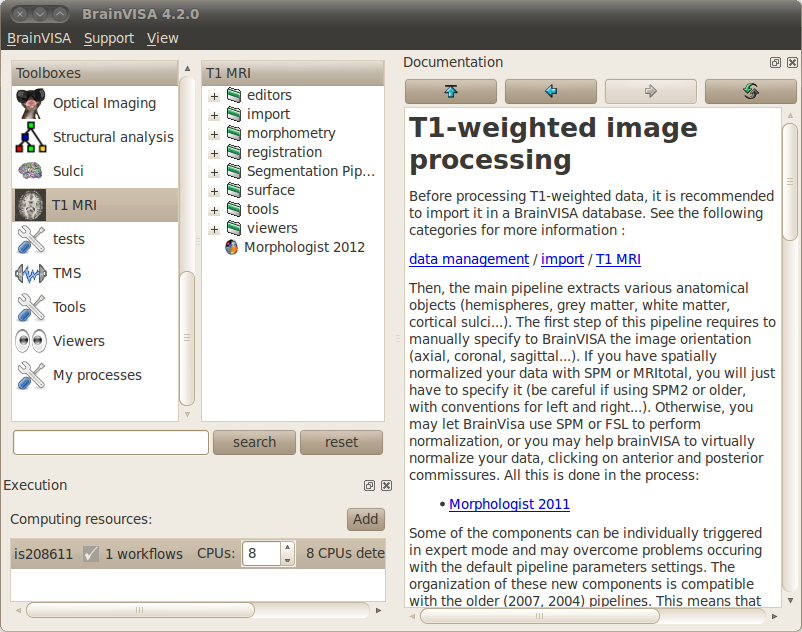 BrainVISA 4.2.0
BrainVISA Support View
Toolboxes
Optical Imaging
Structural analysis
Sulci
T1 MRI
tests
TMS
Tools
Viewers
My processes
T1 MRI
editors
import
morphometry
registration
Segmentation Pip...
surface
tools
viewers
Morphologist 2012
search reset
Execution
Computing resources: Add
is208611 1 workflows CPUs: 8 8 CPUs dete
Documentation
T1-weighted image
processing
Before processing T1-weighted data, it is recommended
to import it in a BrainVISA database. See the following
categories for more information :
data management / import / T1 MRI
Then, the main pipeline extracts various anatomical
objects (hemispheres, grey matter, white matter,
cortical sulci...). The first step of this pipeline requires to
manually specify to BrainVISA the image orientation
(axial, coronal, sagittal...). If you have spatially
normalized your data with SPM or MRItotal, you will just
have to specify it (be careful if using SPM2 or older,
with conventions for left and right...). Otherwise, you
may let BrainVisa use SPM or FSL to perform
normalization, or you may help brainVISA to virtually
normalize your data, clicking on anterior and posterior
commissures. All this is done in the process:
• Morphologist 2011
Some of the components can be individually triggered
in expert mode and may overcome problems occuring
with the default pipeline parameters settings. The
organization of these new components is compatible
with the older (2007, 2004) pipelines. This means that